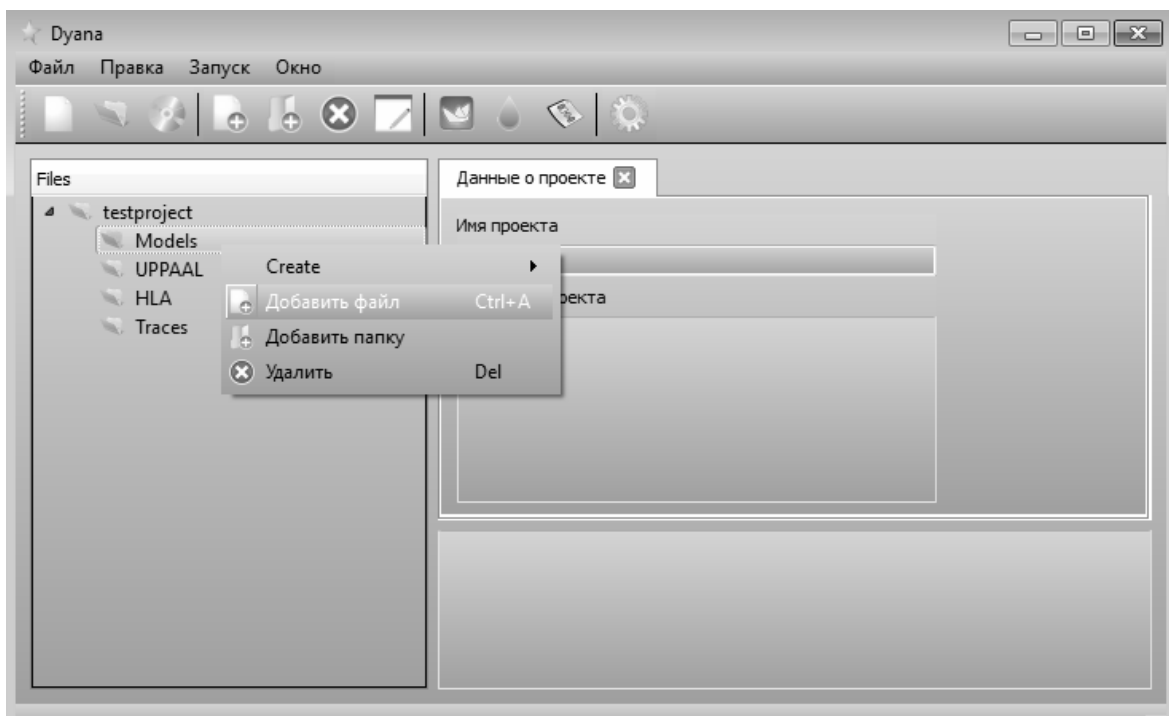 Dyana
Файл Правка Запуск Окно
Files
testproject
Models
UPPAAL
HLA
Traces
Create
Добавить файл Ctrl+A
Добавить папку
Удалить Del
Данные о проекте
Имя проекта